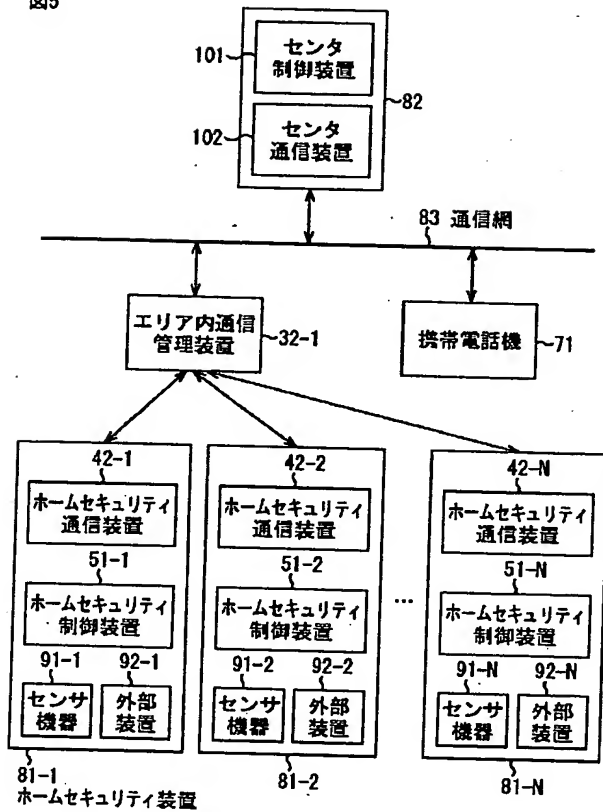 図5
101
センタ
制御装置
82
102
センタ
通信装置
83 通信網
エリア内通信
管理装置
32-1
携帯電話機
71
42-1
ホームセキュリティ
通信装置
51-1
ホームセキュリティ
制御装置
91-1
92-1
センサ
機器
外部
装置
81-1
ホームセキュリティ装置
42-2
ホームセキュリティ
通信装置
51-2
ホームセキュリティ
制御装置
91-2
92-2
センサ
機器
外部
装置
81-2
…
42-N
ホームセキュリティ
通信装置
51-N
ホームセキュリティ
制御装置
91-N
92-N
センサ
機器
外部
装置
81-N